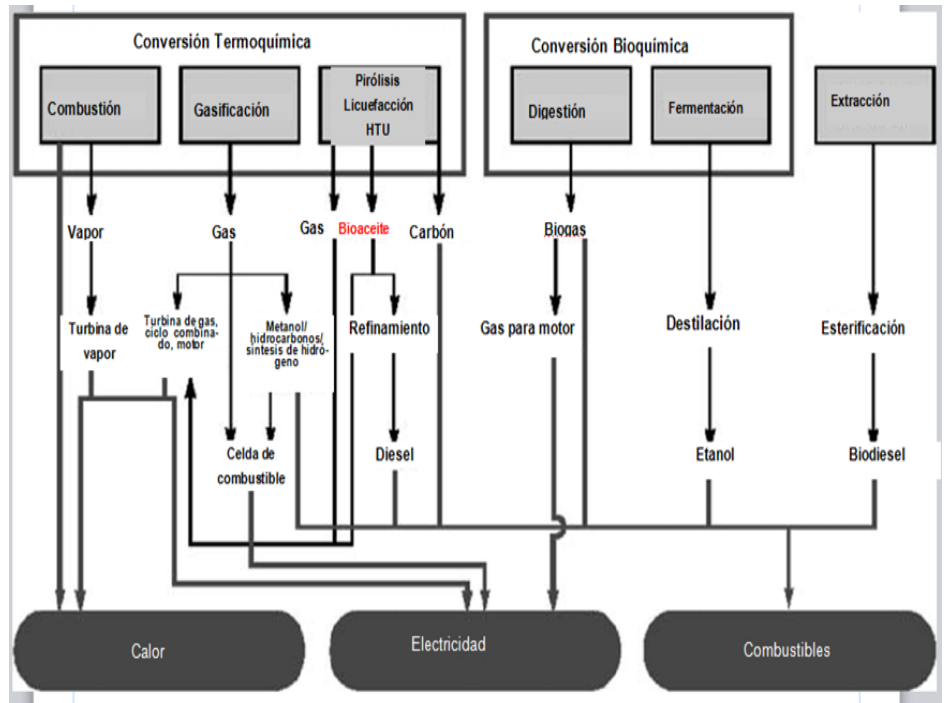 Conversión Termoquímica
Conversión Bioquímica
Combustión
Gasificación
Pirólisis
Licuefacción
HTU
Digestión
Fermentación
Extracción
Vapor
Gas
Gas
Bioaceite
Carbón
Biogas
Turbina de
vapor
Turbina de gas,
ciclo combina-
do, motor
Metanol/
hidrocarbonos/
síntesis de hidró-
geno
Refinamiento
Gas para motor
Destilación
Esterificación
Celda de
combustible
Diesel
Etanol
Biodiesel
Calor
Electricidad
Combustibles